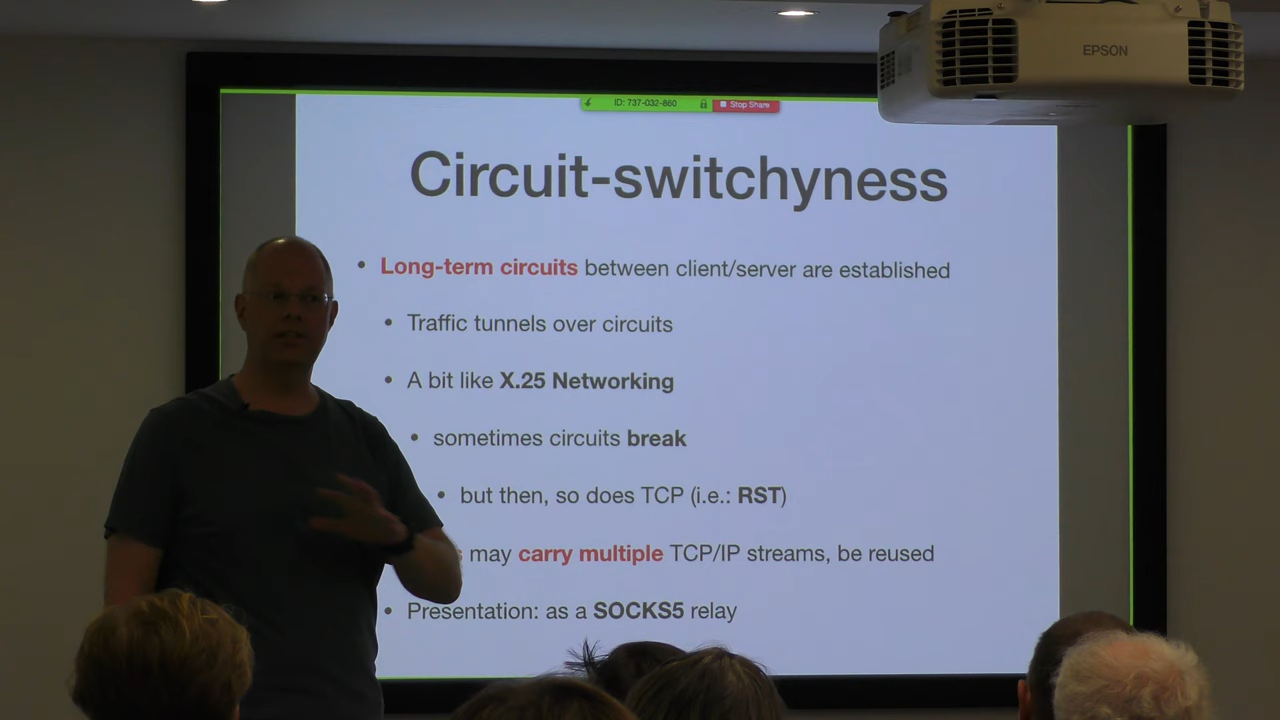 EPSON
ID: 737-032-860 Stop Share
Circuit-switchyness
Long-term circuits between client/server are established
Traffic tunnels over circuits
A bit like X.25 Networking
sometimes circuits break
but then, so does TCP (i.e.: RST)
may carry multiple TCP/IP streams, be reused
Presentation: as a SOCKS5 relay